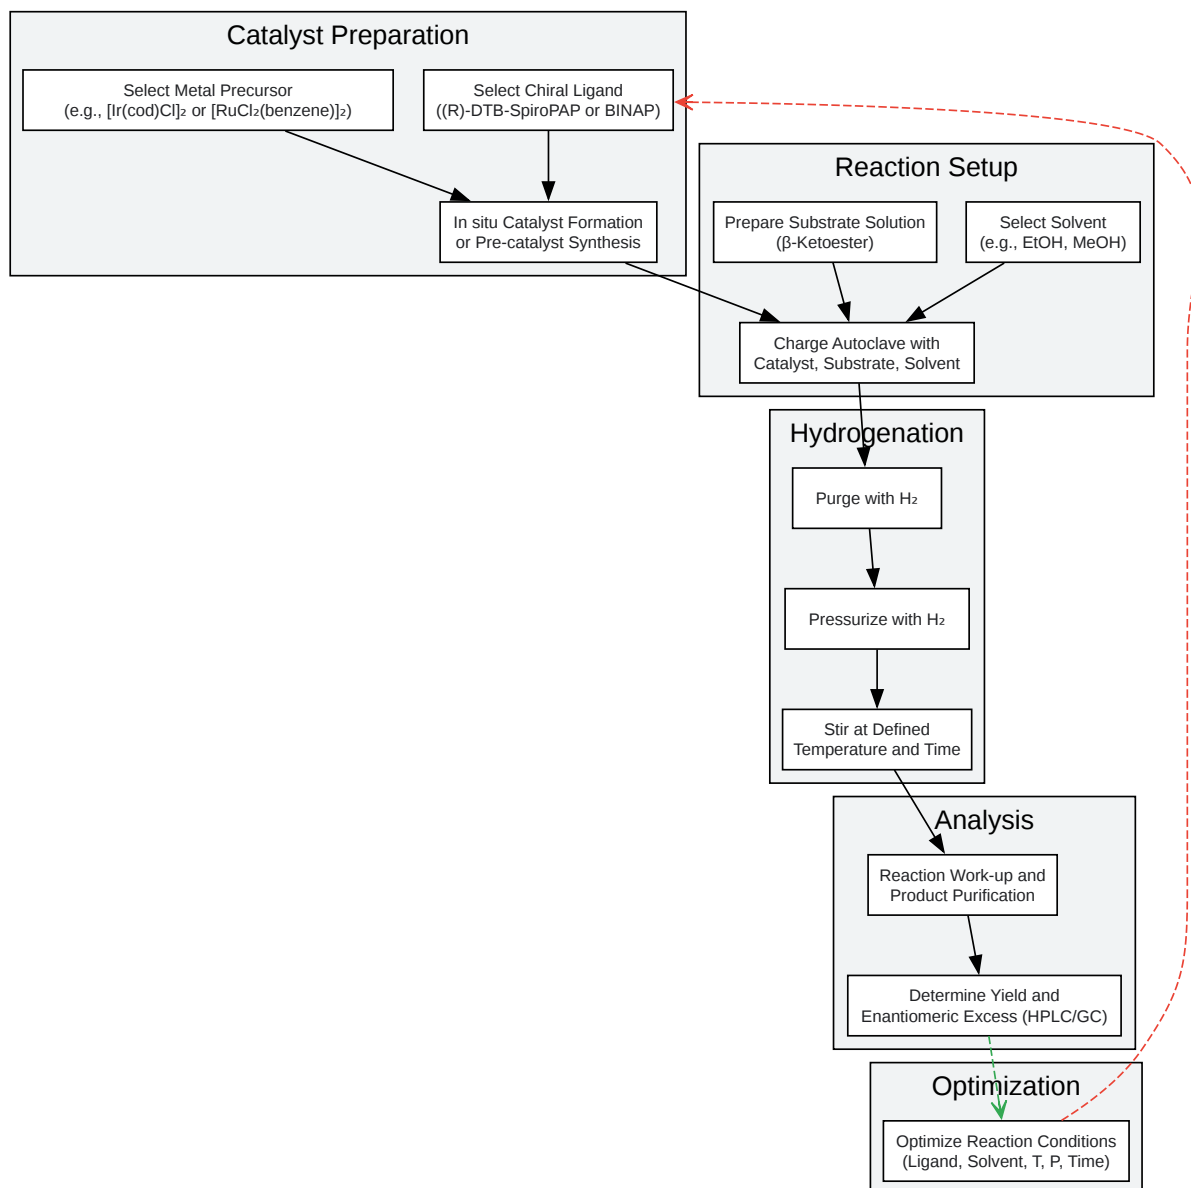 Catalyst Preparation
Select Metal Precursor
(e.g., [Ir(cod)Cl]₂ or [RuCl₂(benzene)]₂)
Select Chiral Ligand
((R)-DTB-SpiroPAP or BINAP)
In situ Catalyst Formation
or Pre-catalyst Synthesis
Reaction Setup
Prepare Substrate Solution
(β-Ketoester)
Select Solvent
(e.g., EtOH, MeOH)
Charge Autoclave with
Catalyst, Substrate, Solvent
Hydrogenation
Purge with H₂
Pressurize with H₂
Stir at Defined
Temperature and Time
Analysis
Reaction Work-up and
Product Purification
Determine Yield and
Enantiomeric Excess (HPLC/GC)
Optimization
Optimize Reaction Conditions
(Ligand, Solvent, T, P, Time)